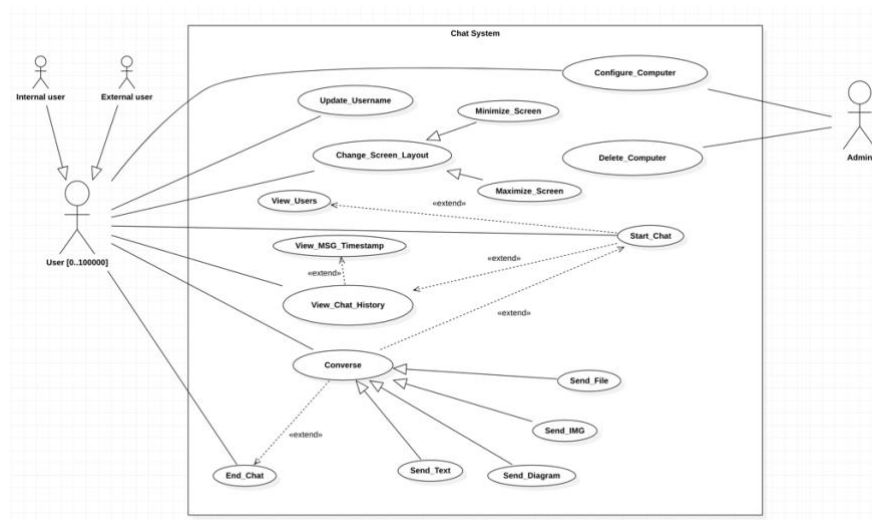 Chat System
Internal user
External user
Configure_Computer
Update_Username
Minimize_Screen
Change_Screen_Layout
Delete_Computer
Admin
Maximize_Screen
View_Users
«extend»
Start_Chat
View_MSG_Timestamp
User [0..100000]
«extend»
«extend»
View_Chat_History
«extend»
Converse
Send_File
Send_IMG
«extend»
End_Chat
Send_Text
Send_Diagram